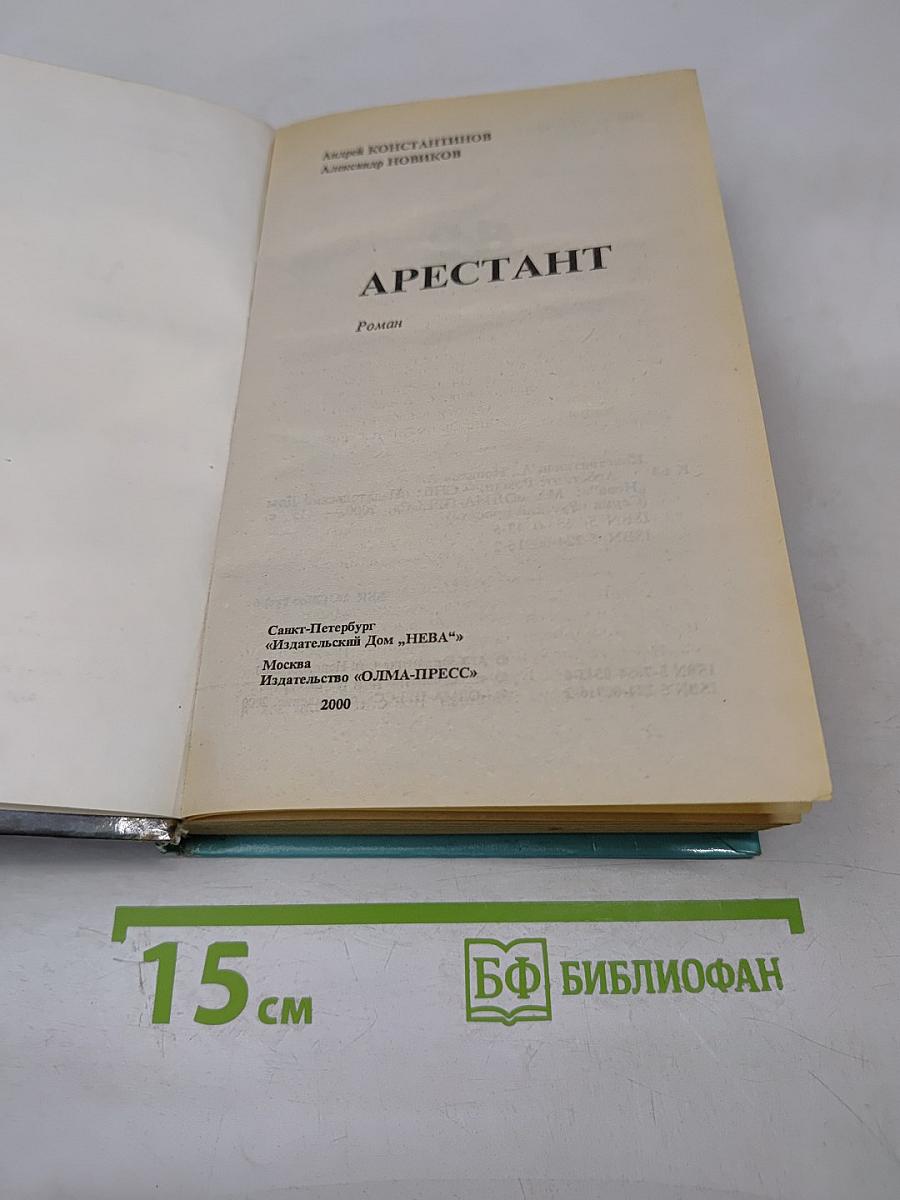 Андрей КОНСТАНТИНОВ
Александр НОВИКОВ
АРЕСТАНТ
Роман
Санкт-Петербург
«Издательский Дом „НЕВА“»
Москва
Издательство «ОЛМА-ПРЕСС»
2000
15 см
БФ БИБЛИОФАН